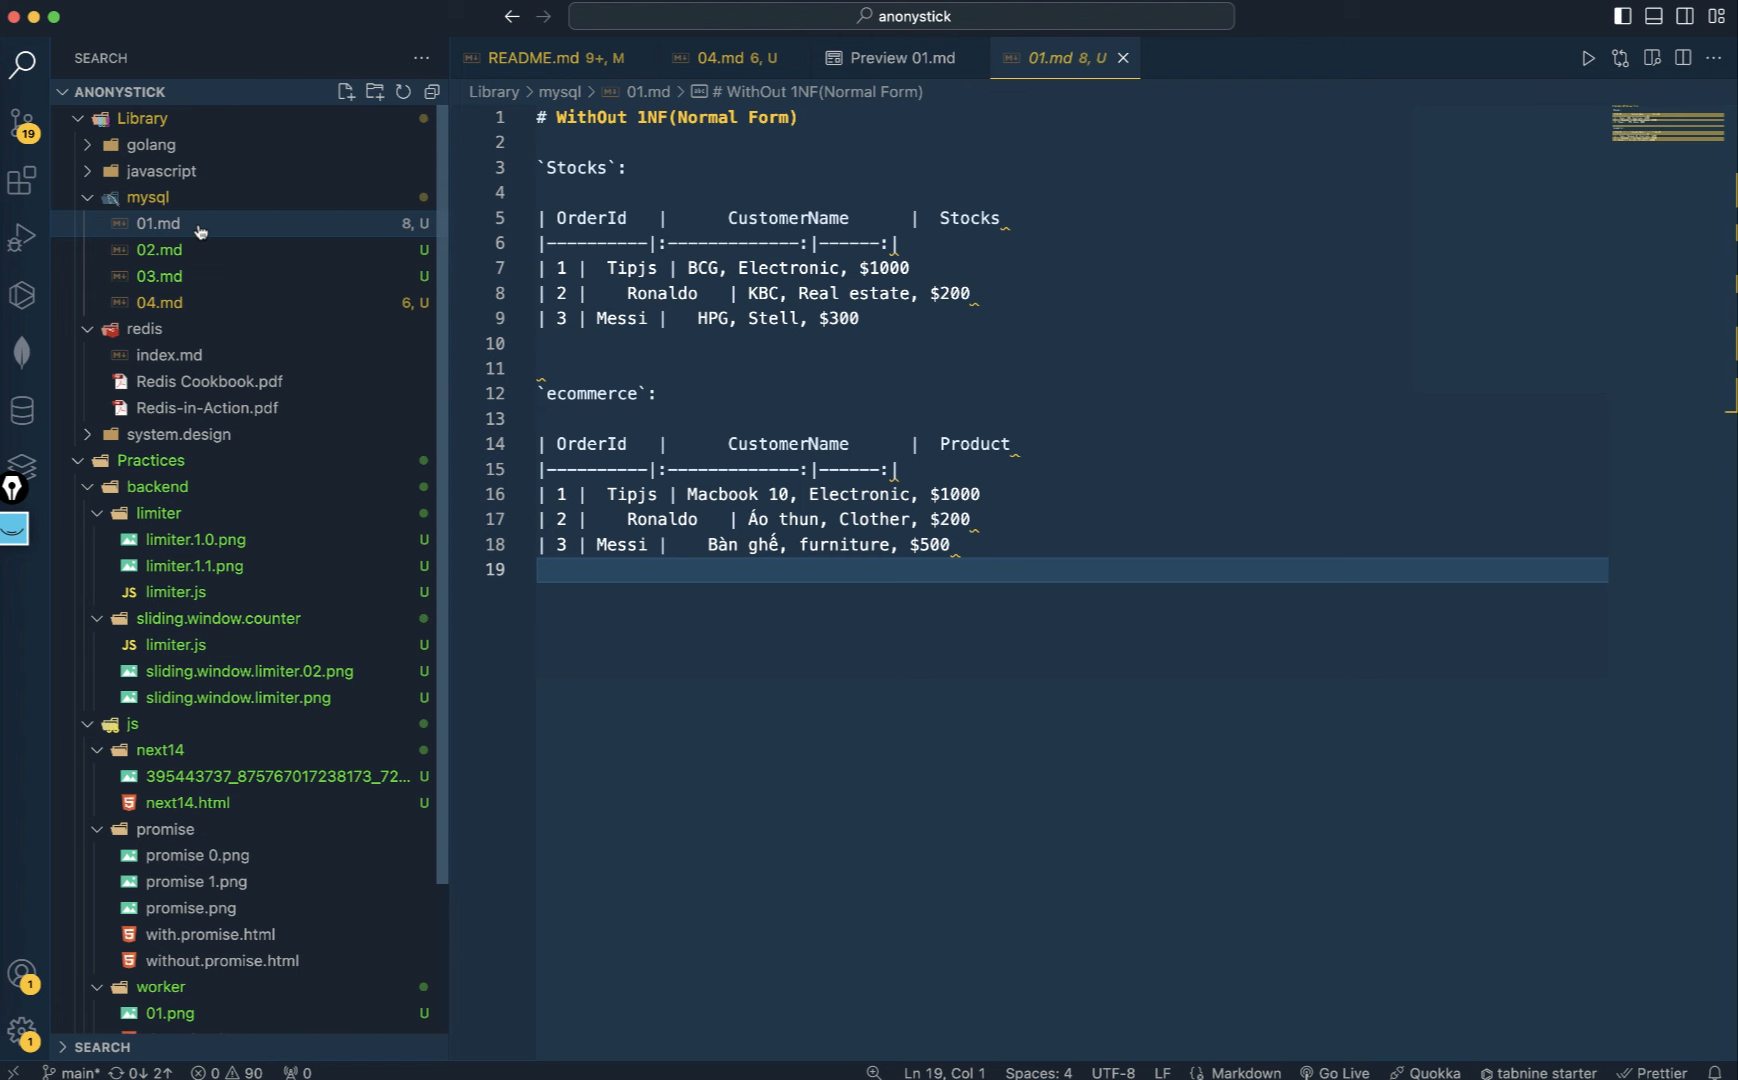 anonystick
SEARCH
README.md 9+, M
04.md 6, U
Preview 01.md
01.md 8, U
ANONYSTICK
Library > mysql > 01.md > # WithOut 1NF(Normal Form)
Library
golang
javascript
mysql
01.md 8, U
02.md U
03.md U
04.md 6, U
redis
index.md
Redis Cookbook.pdf
Redis-in-Action.pdf
system.design
Practices
backend
limiter
limiter.1.0.png U
limiter.1.1.png U
limiter.js U
sliding.window.counter
limiter.js U
sliding.window.limiter.02.png U
sliding.window.limiter.png U
js
next14
395443737_875767017238173_72... U
next14.html U
promise
promise 0.png
promise 1.png
promise.png
with.promise.html
without.promise.html
worker
01.png U
SEARCH
19
1
1
1 # WithOut 1NF(Normal Form)
2
3 `Stocks`:
4
5 | OrderId | CustomerName | Stocks
6 |----------|:-------------:|------:|
7 | 1 | Tipjs | BCG, Electronic, $1000
8 | 2 | Ronaldo | KBC, Real estate, $200
9 | 3 | Messi | HPG, Stell, $300
10
11
12 `ecommerce`:
13
14 | OrderId | CustomerName | Product
15 |----------|:-------------:|------:|
16 | 1 | Tipjs | Macbook 10, Electronic, $1000
17 | 2 | Ronaldo | Áo thun, Clother, $200
18 | 3 | Messi | Bàn ghế, furniture, $500
19
main* 0↓ 2↑ 0 90 0 Ln 19, Col 1 Spaces: 4 UTF-8 LF Markdown Go Live Quokka tabnine starter Prettier